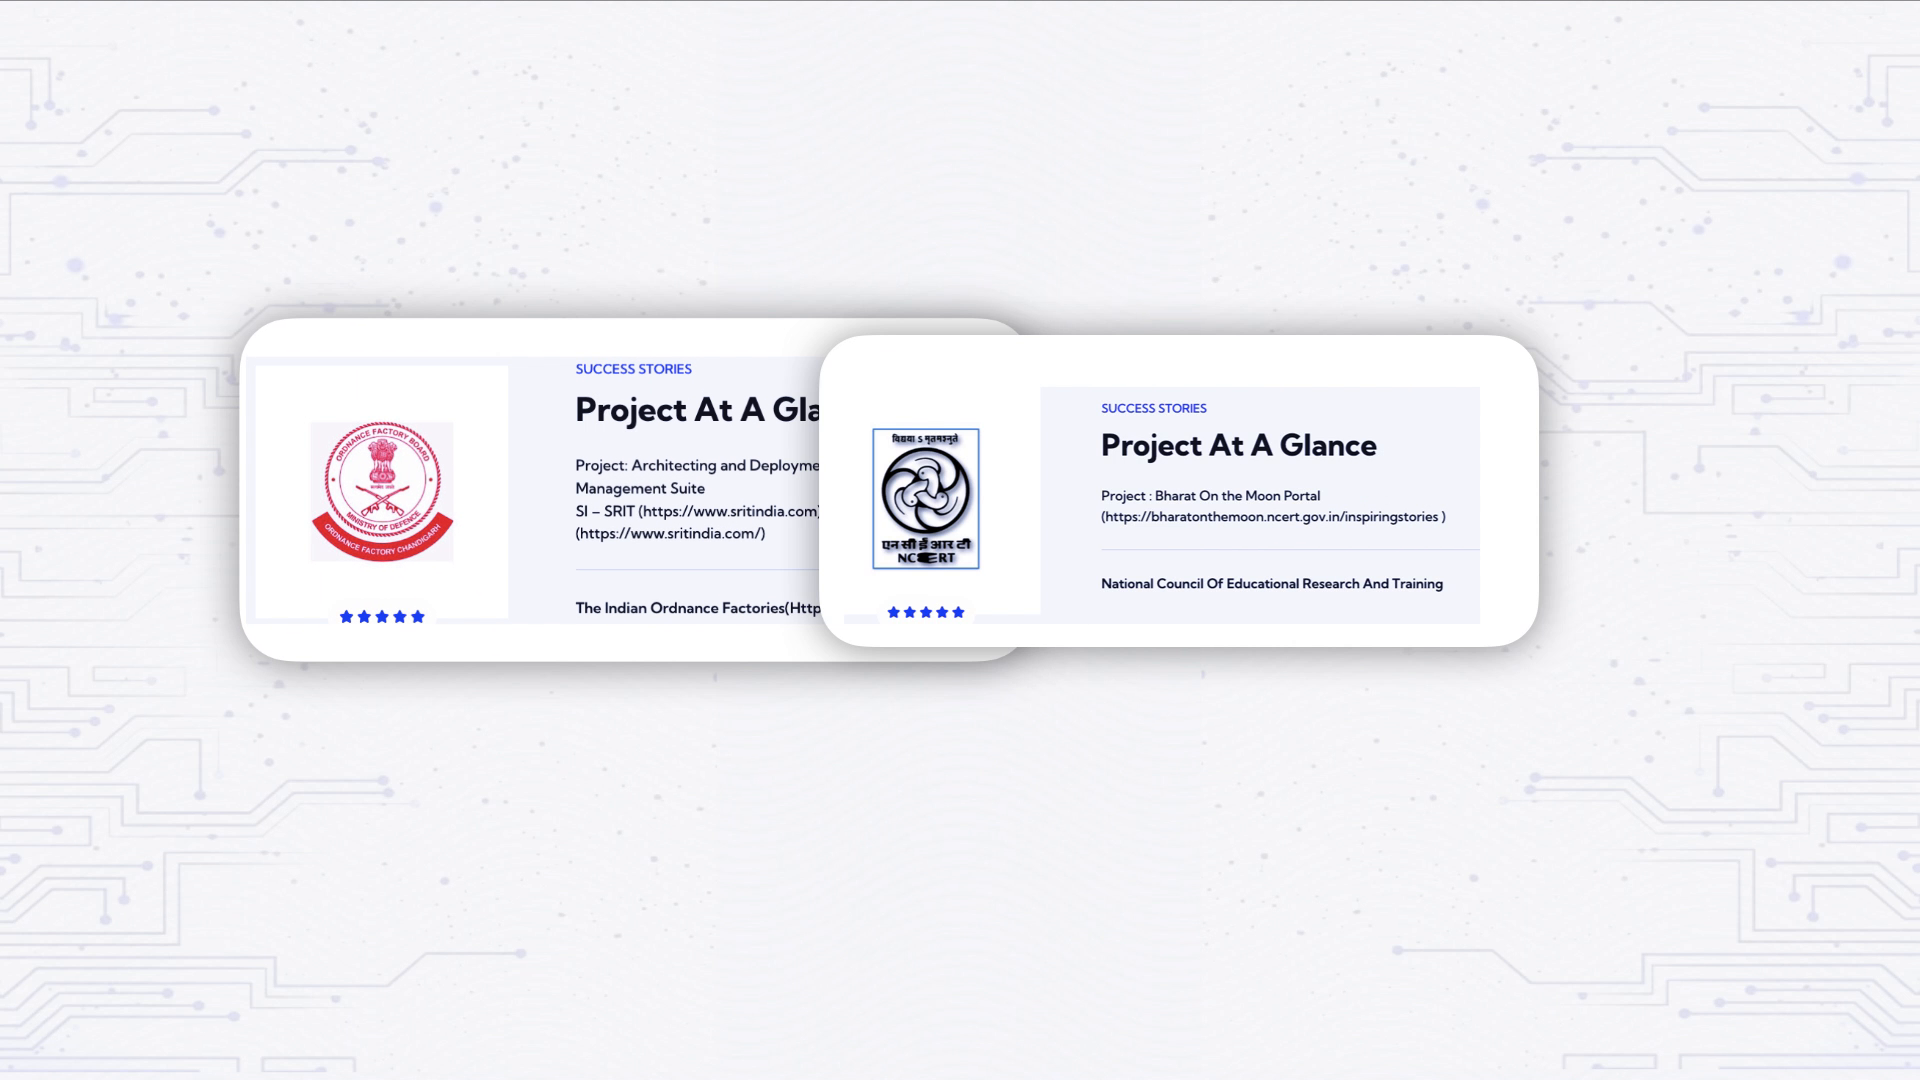 ORDNANCE FACTORY BOARD
MINISTRY OF DEFENCE
ORDNANCE FACTORY CHANDIGARH
SUCCESS STORIES
Project At A Gla
Project: Architecting and Deployme
Management Suite
SI – SRIT (https://www.sritindia.com)
(https://www.sritindia.com/)
The Indian Ordnance Factories(Http
विद्यया ऽ मृतमश्नुते
एन सी ई आर टी
NCERT
SUCCESS STORIES
Project At A Glance
Project : Bharat On the Moon Portal
(https://bharatonthemoon.ncert.gov.in/inspiringstories )
National Council Of Educational Research And Training